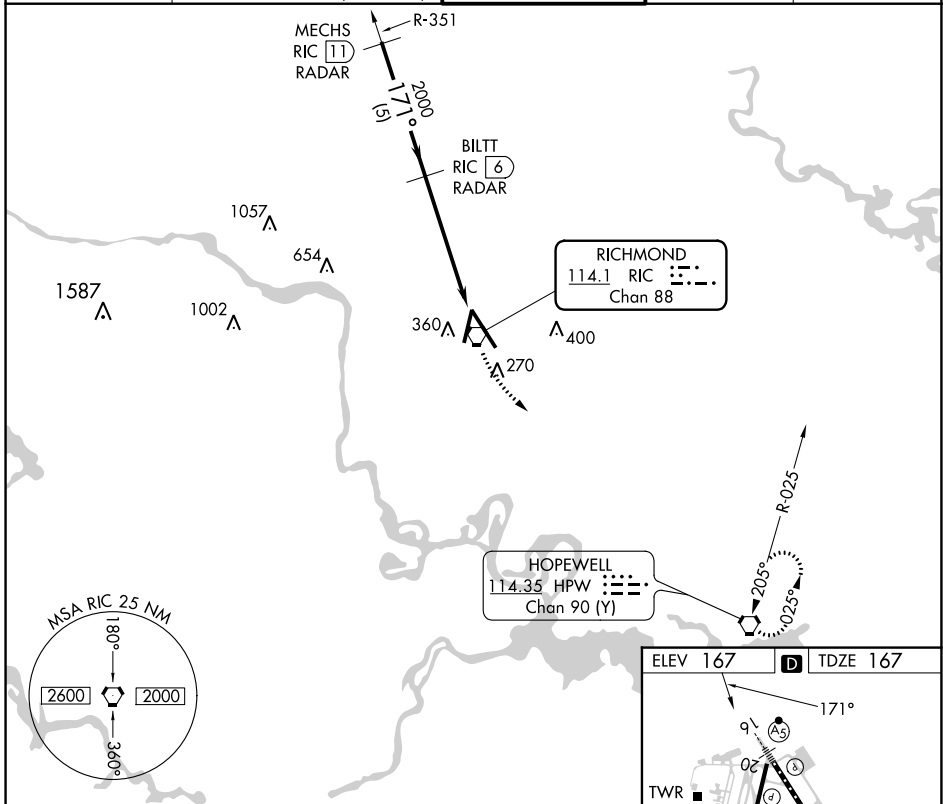 R-351
MECHS
RIC 11
RADAR
2000
171°
(5)
BILTT
RIC 6
RADAR
1057
654
1587
1002
RICHMOND
114.1 RIC
Chan 88
360
400
270
R-025
HOPEWELL
114.35 HPW
Chan 90 (Y)
205°
025°
MSA RIC 25 NM
180°
2600
2000
360°
ELEV 167
D
TDZE 167
171°
16
A5
20
P
TWR
P